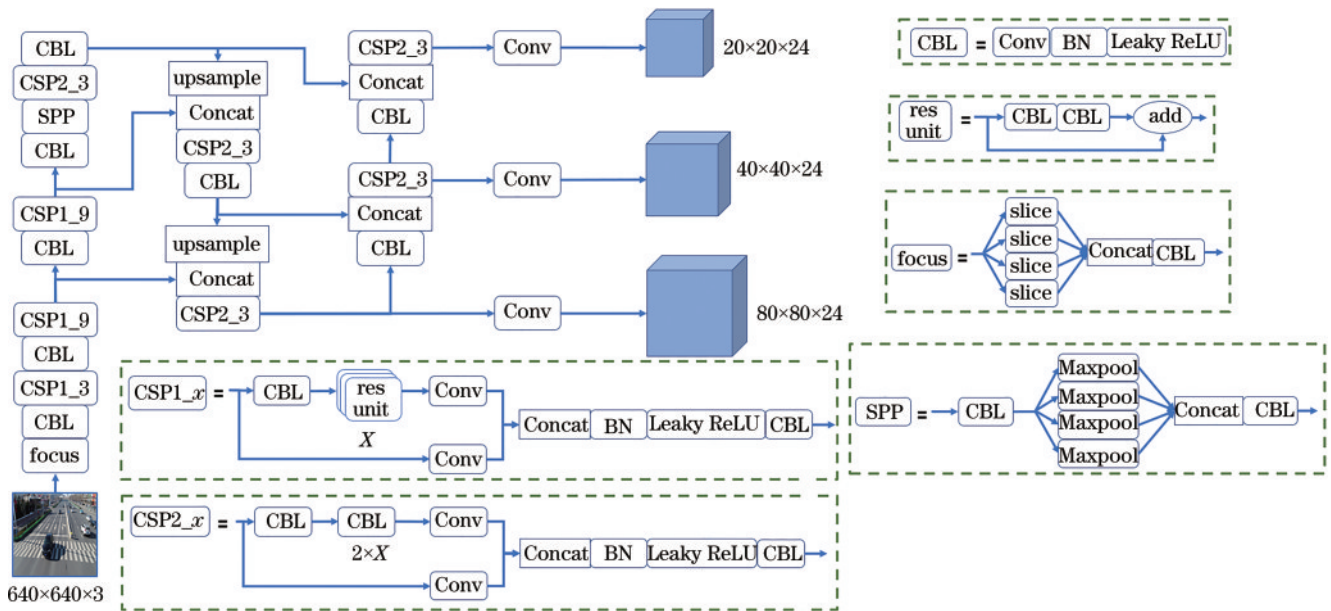 CBL
CSP2_3
SPP
CBL
CSP1_9
CBL
CSP1_9
CBL
CSP1_3
CBL
focus
640×640×3
upsample
Concat
CSP2_3
CBL
upsample
Concat
CSP2_3
CSP2_3
Concat
CBL
CSP2_3
Concat
CBL
Conv
20×20×24
Conv
40×40×24
Conv
80×80×24
CBL = Conv BN Leaky ReLU
res
unit
= CBL CBL add
focus =
slice
slice
slice
slice
Concat CBL
CSP1_x = CBL
res
unit
X
Conv
Conv
Concat BN Leaky ReLU CBL
CSP2_x = CBL CBL Conv
2×X
Conv
Concat BN Leaky ReLU CBL
SPP = CBL
Maxpool
Maxpool
Maxpool
Maxpool
Concat CBL